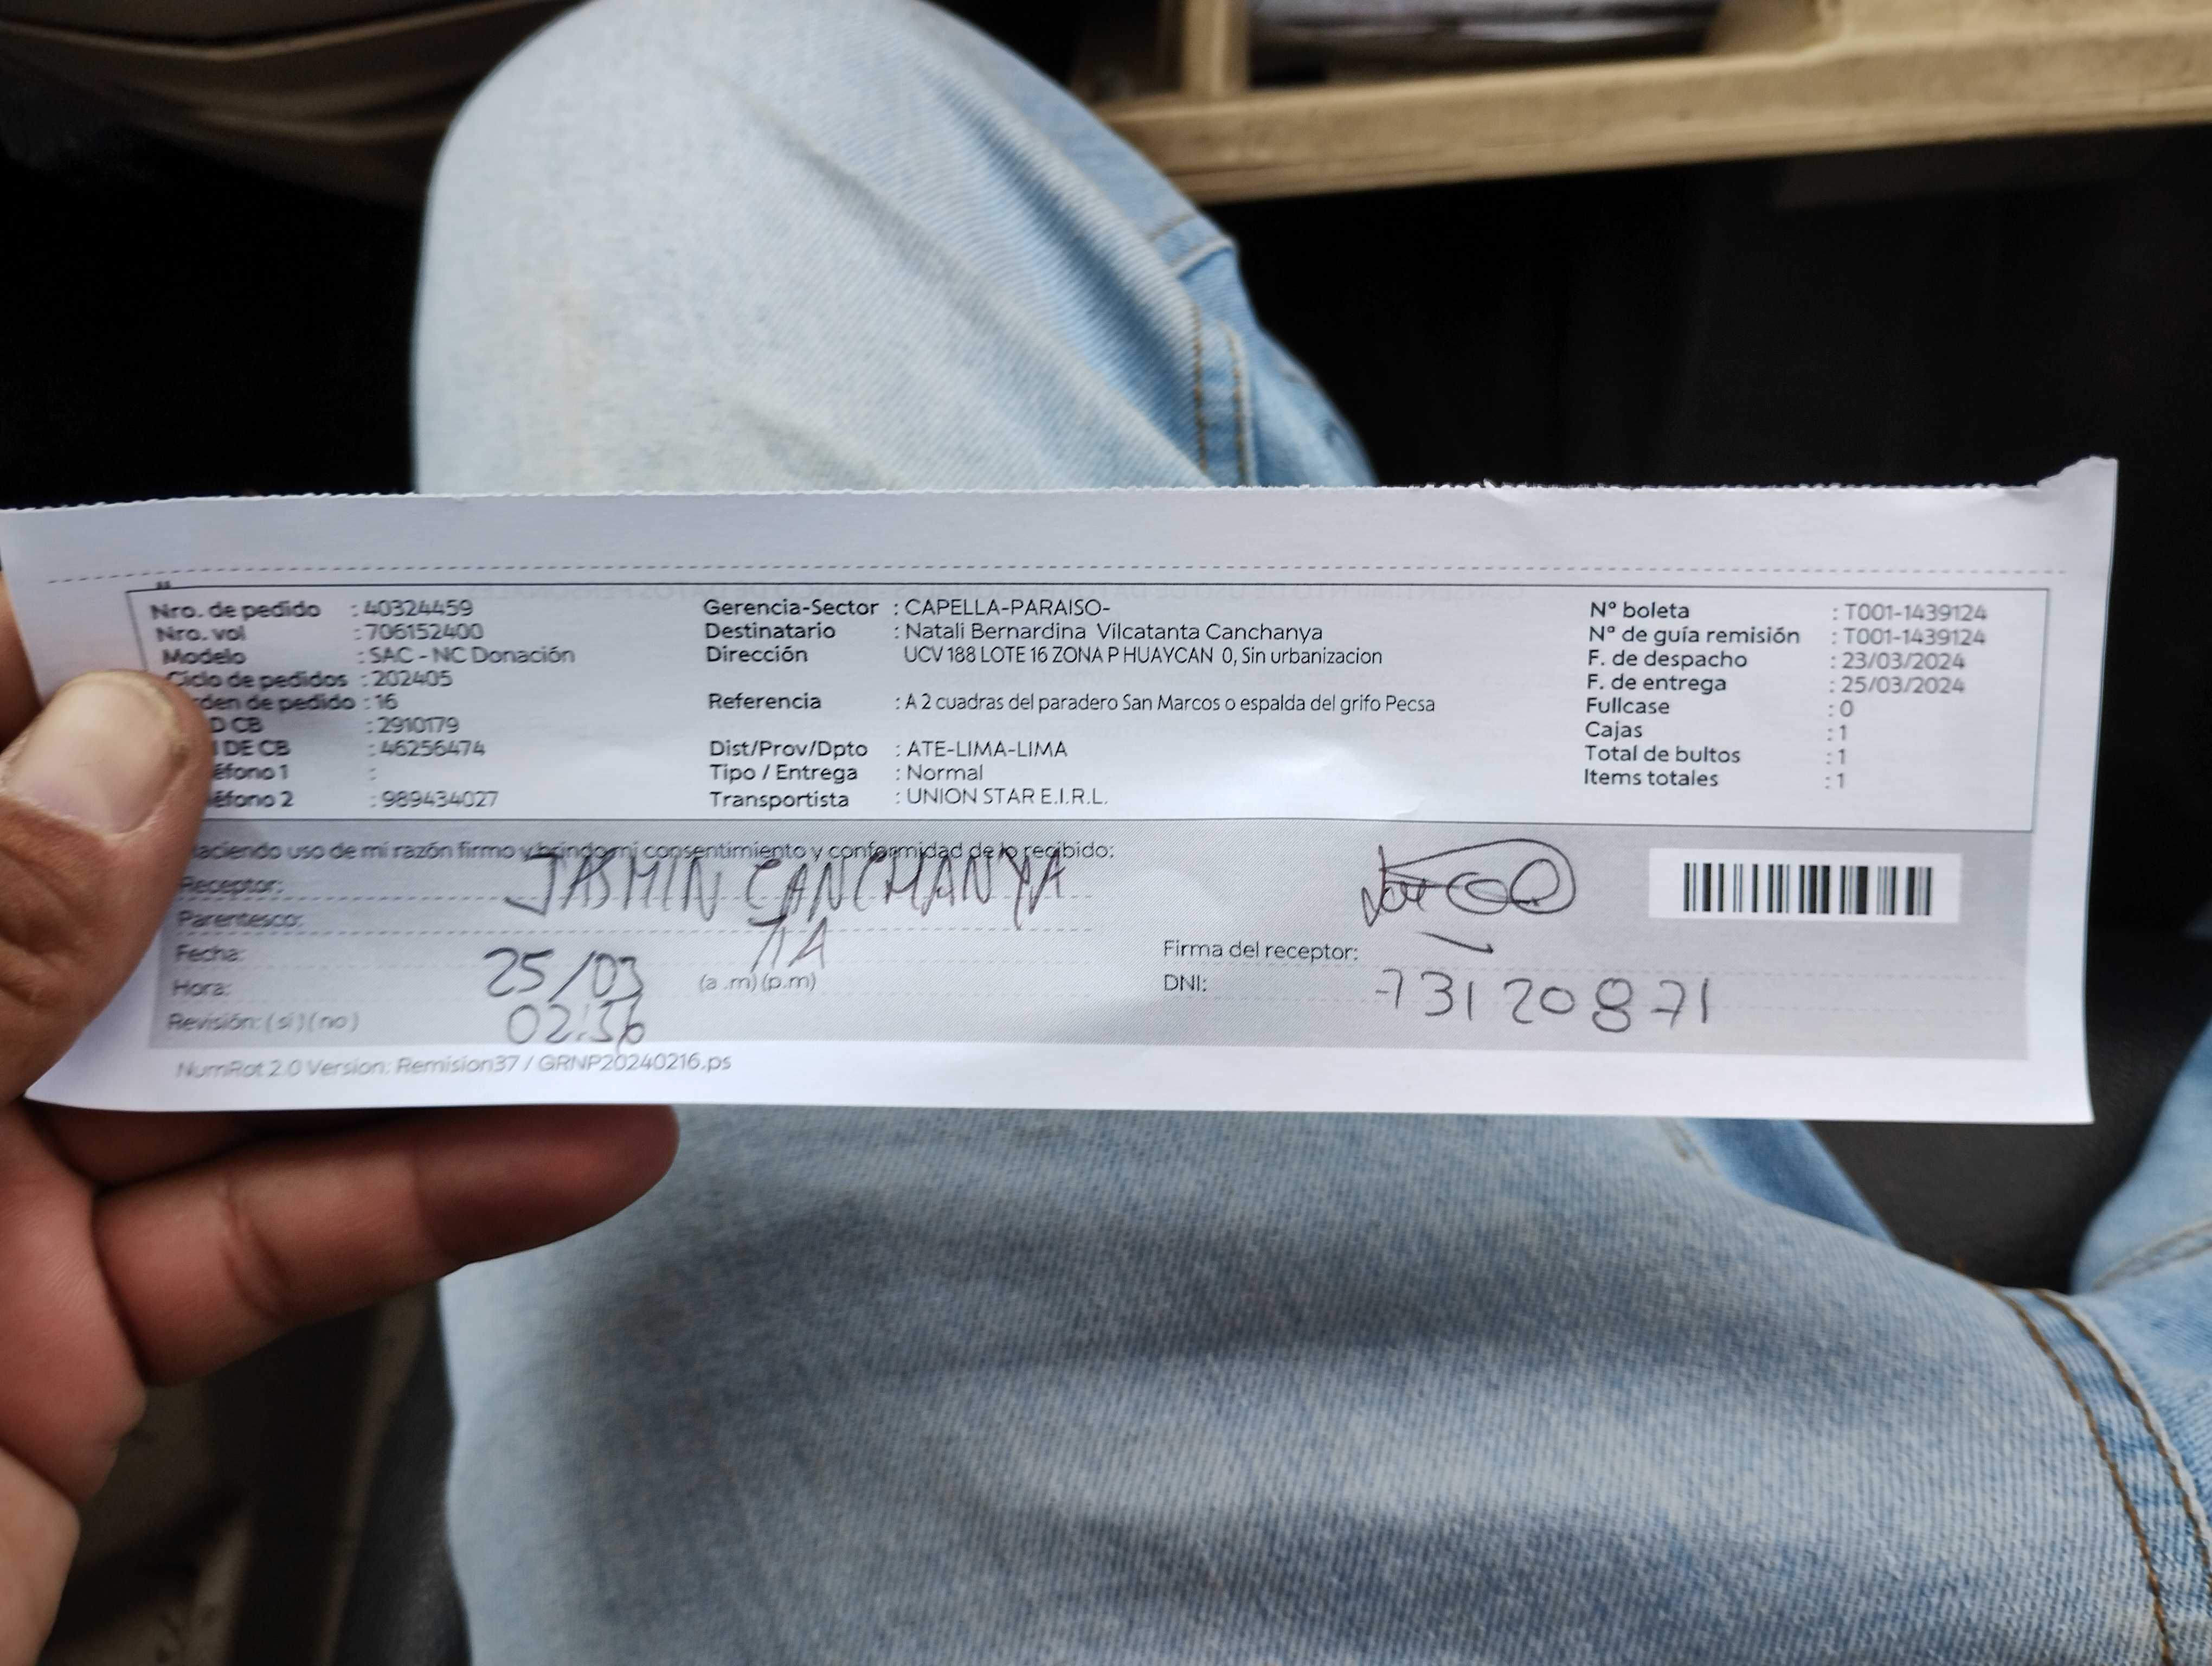 Nro. de pedido : 40324459
Nro. vol : 706152400
Modelo : SAC - NC Donación
Ciclo de pedidos : 202405
den de pedido : 16
D CB : 2910179
I DE CB : 46256474
éfono 1 :
éfono 2 : 989434027
Gerencia-Sector : CAPELLA-PARAISO-
Destinatario : Natali Bernardina Vilcatanta Canchanya
Dirección UCV 188 LOTE 16 ZONA P HUAYCAN 0, Sin urbanizacion
Referencia : A 2 cuadras del paradero San Marcos o espalda del grifo Pecsa
Dist/Prov/Dpto : ATE-LIMA-LIMA
Tipo / Entrega : Normal
Transportista : UNION STAR E.I.R.L.
N° boleta : T001-1439124
N° de guía remisión : T001-1439124
F. de despacho : 23/03/2024
F. de entrega : 25/03/2024
Fullcase : 0
Cajas : 1
Total de bultos : 1
Items totales : 1
aciendo uso de mi razón firmo y brindo mi consentimiento y conformidad de lo recibido:
Receptor: JASMIN CANCHANYA
Parentesco: TIA
Fecha: 25/03
Hora: 02:56 (a .m) (p.m)
Revisión: ( si ) ( no )
Firma del receptor:
DNI: 73120871
NumRot 2.0 Version: Remision37 / GRNP20240216.ps